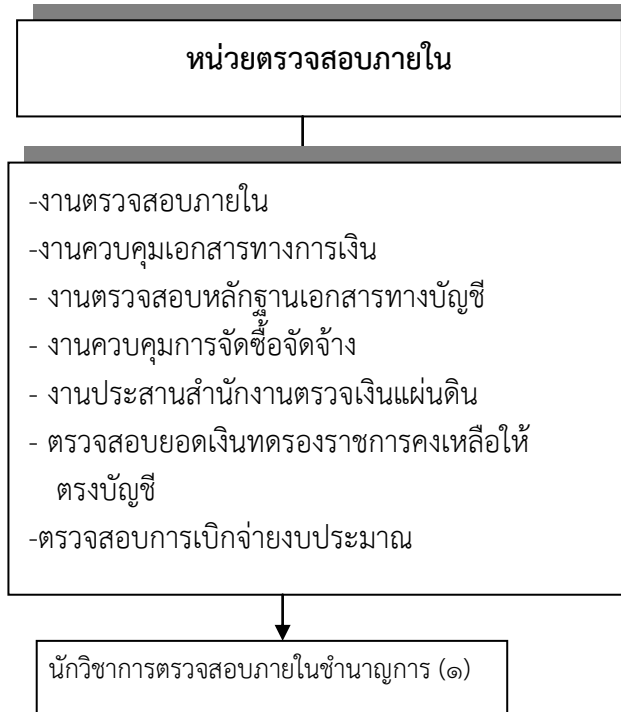 หน่วยตรวจสอบภายใน
-งานตรวจสอบภายใน
-งานควบคุมเอกสารทางการเงิน
- งานตรวจสอบหลักฐานเอกสารทางบัญชี
- งานควบคุมการจัดซื้อจัดจ้าง
- งานประสานสำนักงานตรวจเงินแผ่นดิน
- ตรวจสอบยอดเงินทดรองราชการคงเหลือให้
ตรงบัญชี
-ตรวจสอบการเบิกจ่ายงบประมาณ
นักวิชาการตรวจสอบภายในชำนาญการ (๑)